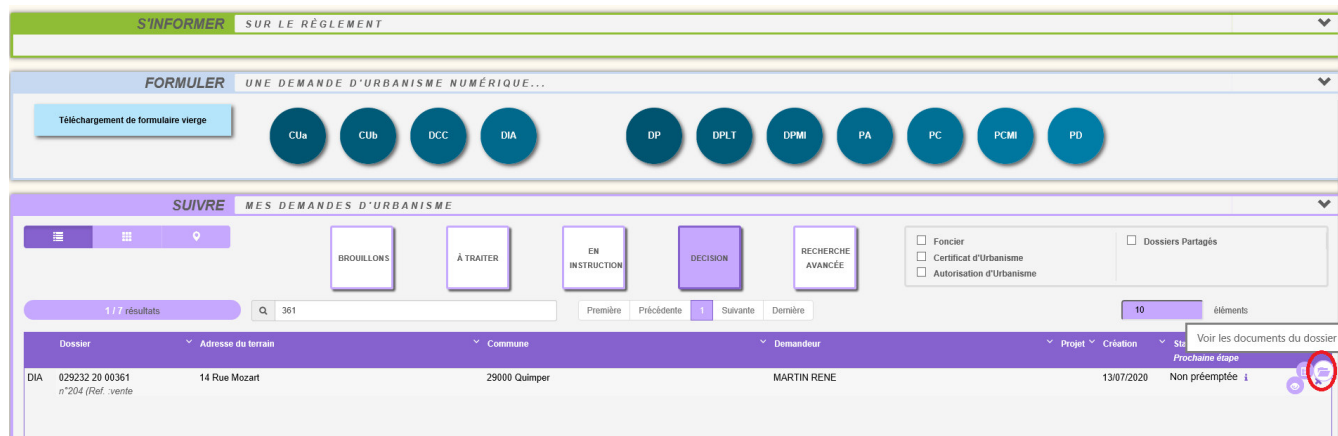 S'INFORMER SUR LE RÈGLEMENT
FORMULER UNE DEMANDE D'URBANISME NUMÉRIQUE...
Téléchargement de formulaire vierge
CUa CUb DCC DIA DP DPLT DPMI PA PC PCMI PD
SUIVRE MES DEMANDES D'URBANISME
BROUILLONS
À TRAITER
EN
INSTRUCTION
DECISION
RECHERCHE
AVANCÉE
Foncier
Certificat d'Urbanisme
Autorisation d'Urbanisme
Dossiers Partagés
1 / 7 résultats
361
Première Précédente 1 Suivante Dernière
10 éléments
Voir les documents du dossier
Dossier Adresse du terrain Commune Demandeur Projet Création
Prochaine étape
DIA 029232 20 00361 14 Rue Mozart 29000 Quimper MARTIN RENE 13/07/2020 Non préemptée
n°204 (Ref. :vente